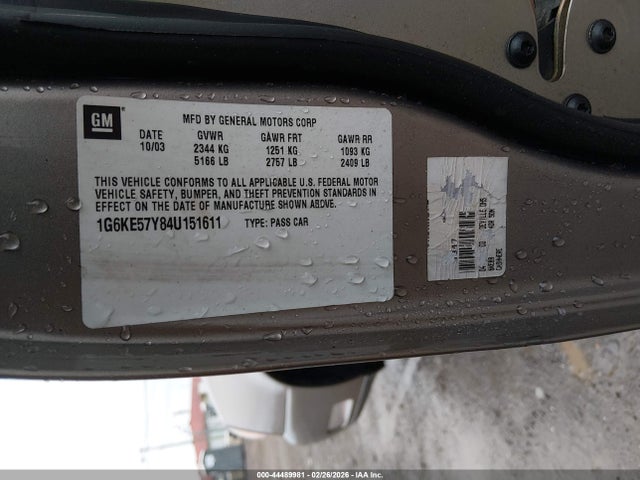 GM
MFD BY GENERAL MOTORS CORP
DATE GVWR GAWR FRT GAWR RR
10/03 2344 KG 1251 KG 1093 KG
5166 LB 2757 LB 2409 LB
THIS VEHICLE CONFORMS TO ALL APPLICABLE U.S. FEDERAL MOTOR
VEHICLE SAFETY, BUMPER, AND THEFT PREVENTION STANDARDS IN
EFFECT ON THE DATE OF MANUFACTURE SHOWN ABOVE.
1G6KE57Y84U151611 TYPE: PASS CAR
04 DEVILLE
CASHMERE
000-44489981 - 02/26/2026 - IAA Inc.